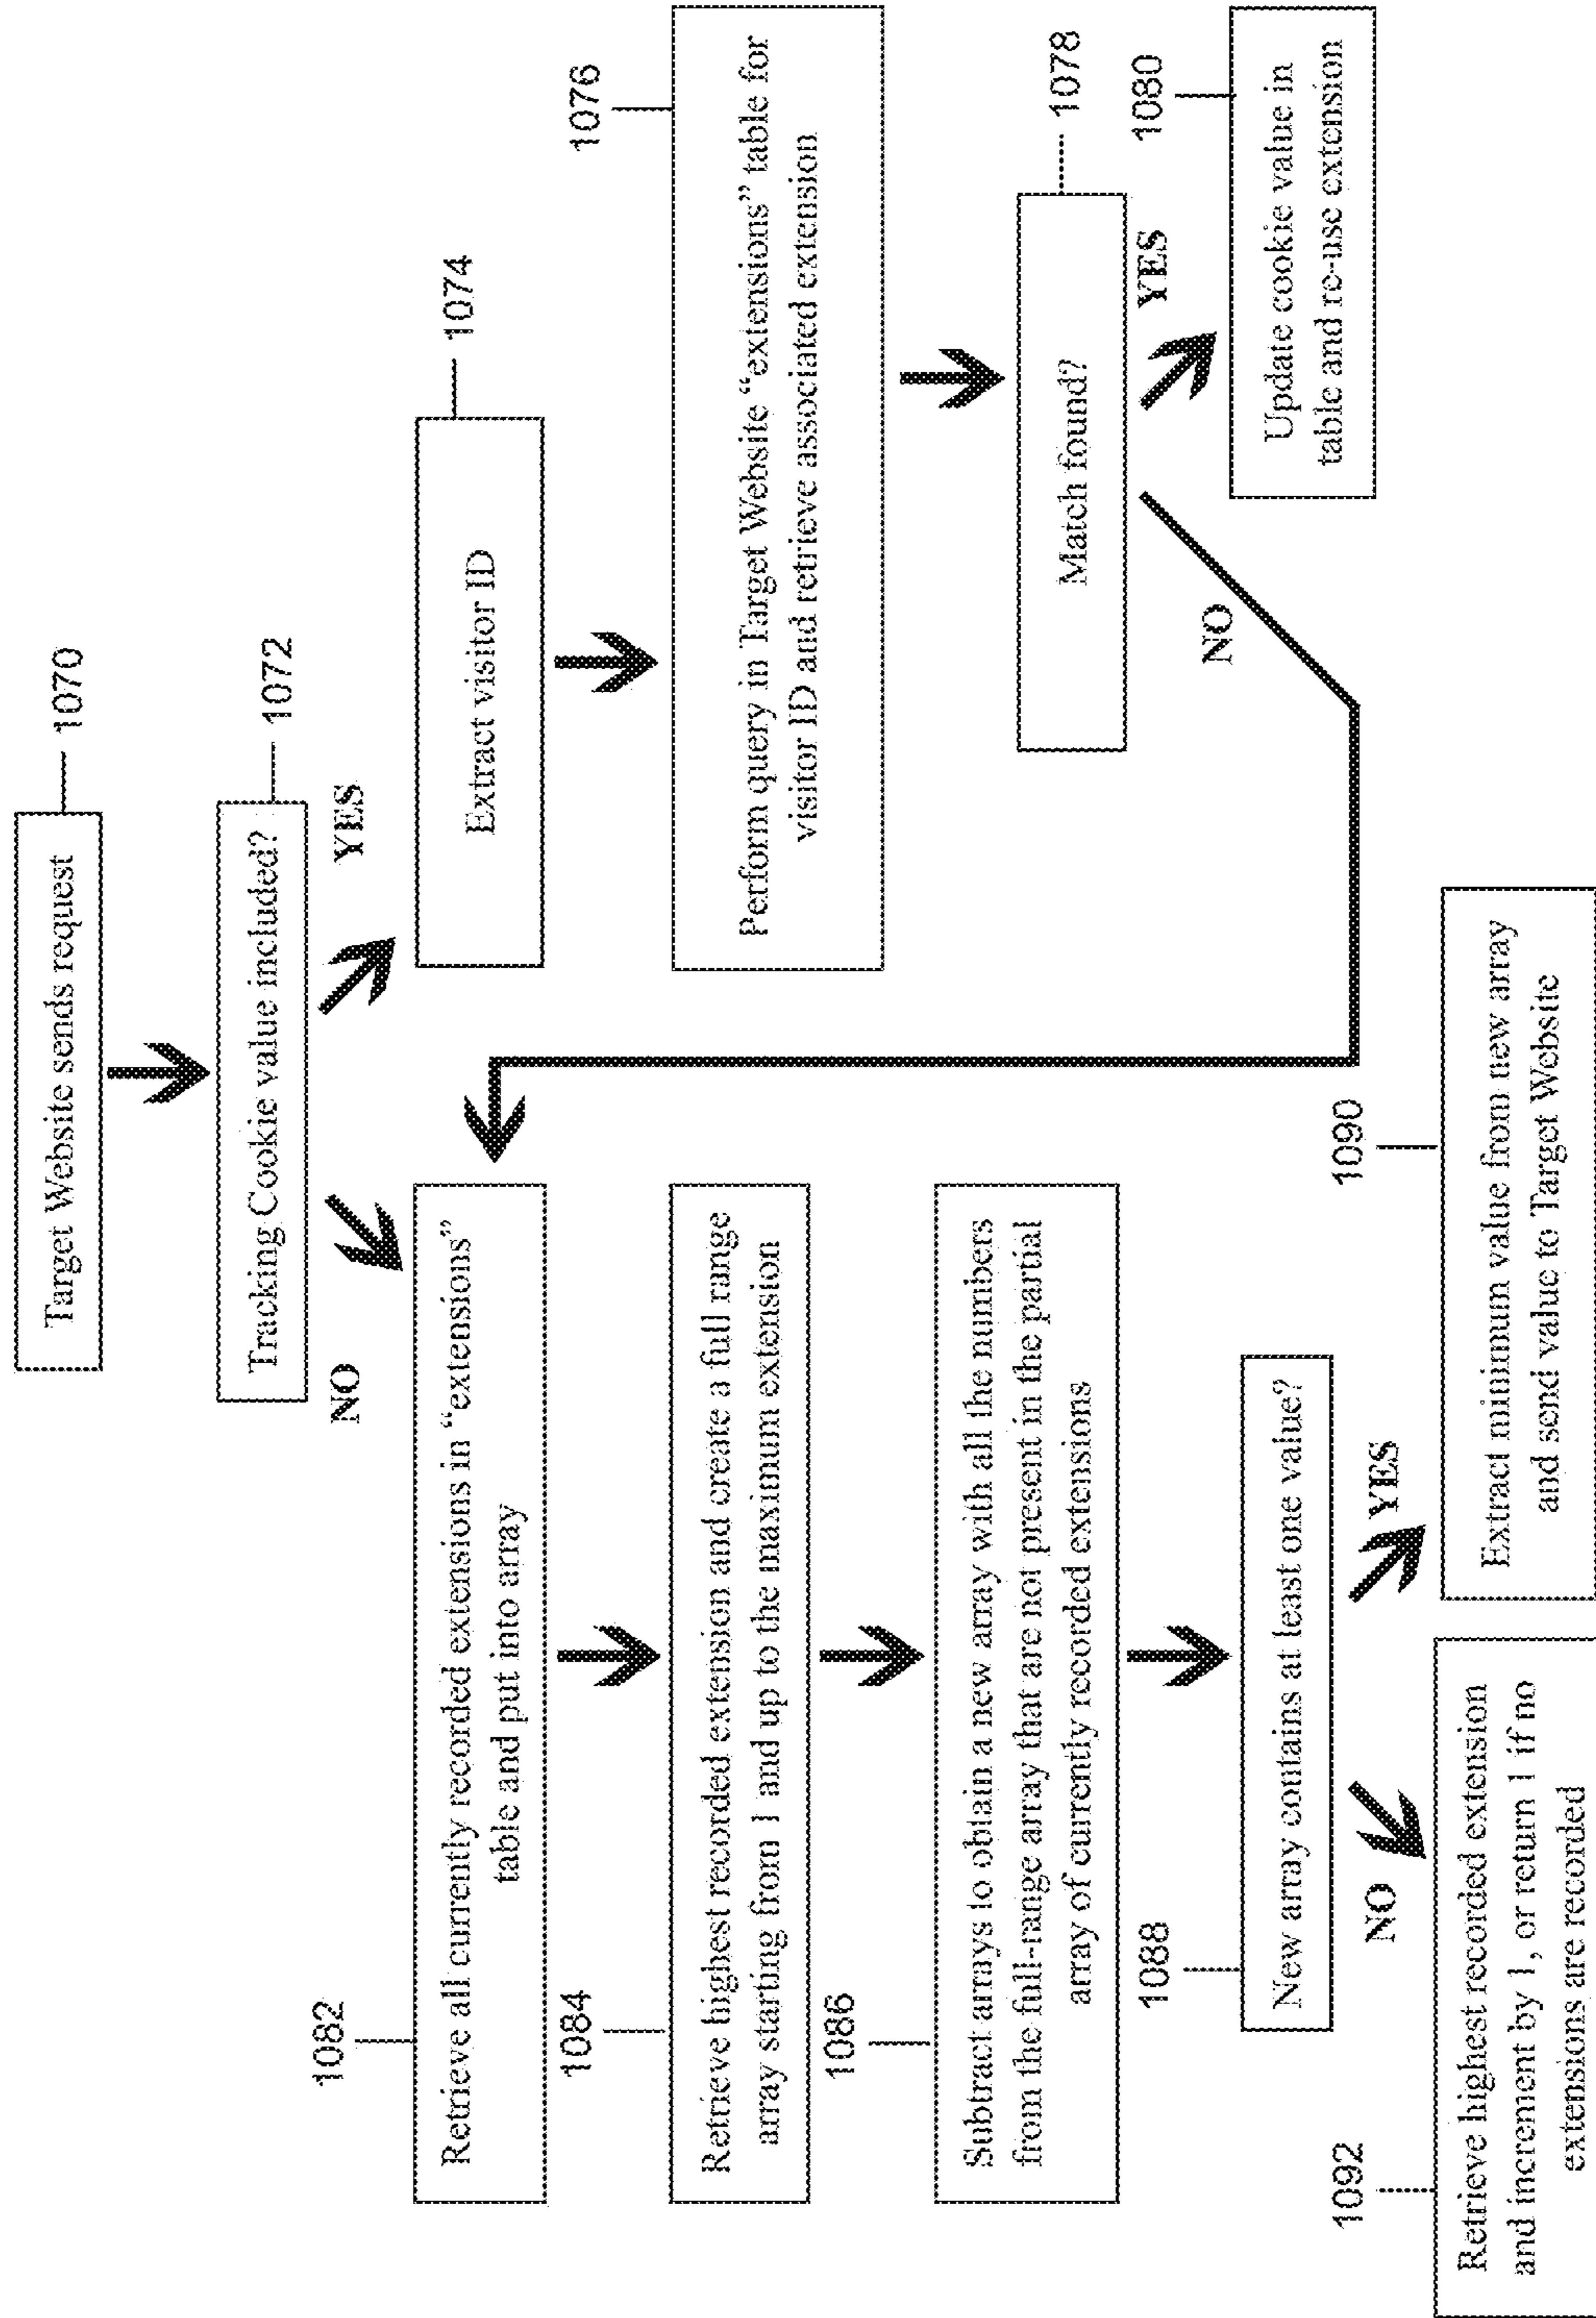 Target Website sends request
1070
Tracking Cookie value included?
1072
NO
YES
Extract visitor ID
1074
1076
Perform query in Target Website “extensions” table for
visitor ID and retrieve associated extension
Match found?
1078
NO
YES
1080
Update cookie value in
table and re-use extension
1082
Retrieve all currently recorded extensions in “extensions”
table and put into array
1084
Retrieve highest recorded extension and create a full range
array starting from 1 and up to the maximum extension
1086
Subtract arrays to obtain a new array with all the numbers
from the full-range array that are not present in the partial
array of currently recorded extensions
1088
New array contains at least one value?
NO
YES
1090
Extract minimum value from new array
and send value to Target Website
1092
Retrieve highest recorded extension
and increment by 1, or return 1 if no
extensions are recorded